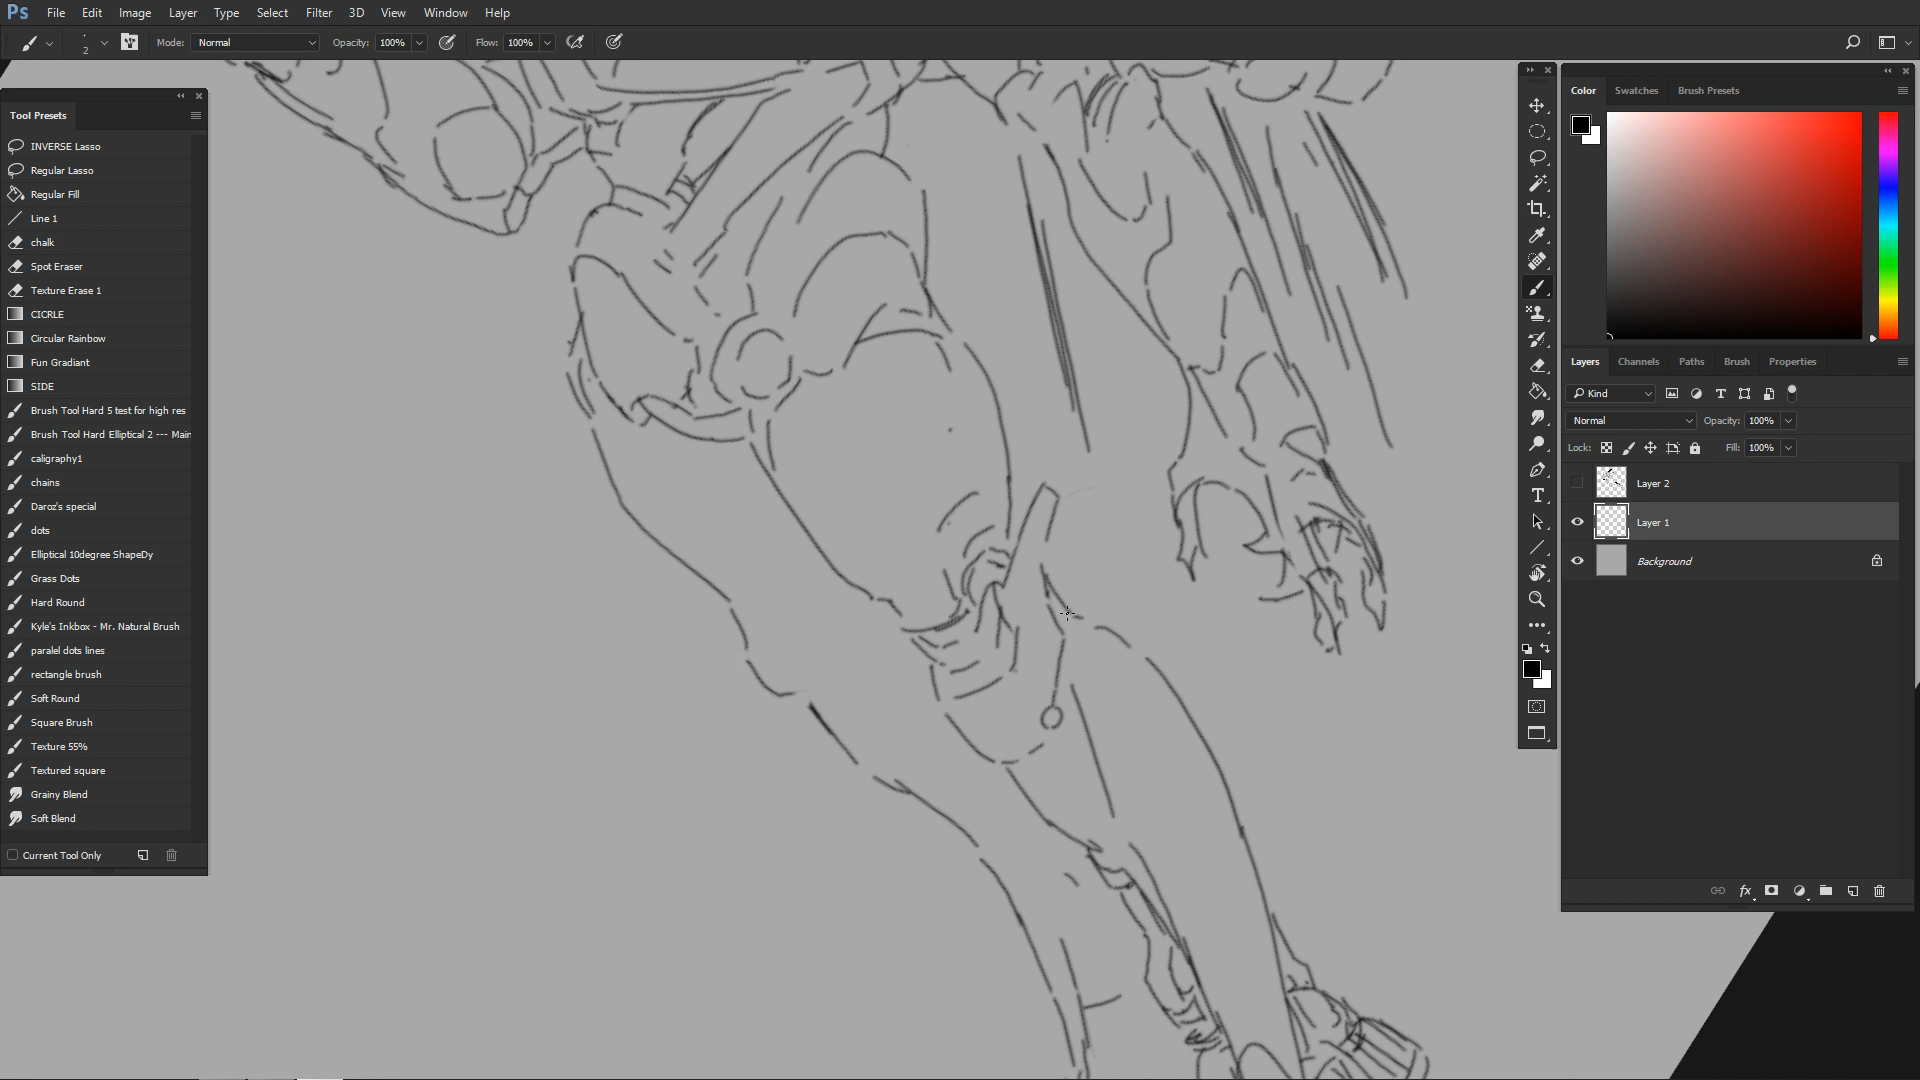 Ps File Edit Image Layer Type Select Filter 3D View Window Help
2 Mode: Normal Opacity: 100% Flow: 100%
Tool Presets
INVERSE Lasso
Regular Lasso
Regular Fill
Line 1
chalk
Spot Eraser
Texture Erase 1
CICRLE
Circular Rainbow
Fun Gradiant
SIDE
Brush Tool Hard 5 test for high res
Brush Tool Hard Elliptical 2 --- Main
caligraphy1
chains
Daroz's special
dots
Elliptical 10degree ShapeDy
Grass Dots
Hard Round
Kyle's Inkbox - Mr. Natural Brush
paralel dots lines
rectangle brush
Soft Round
Square Brush
Texture 55%
Textured square
Grainy Blend
Soft Blend
Current Tool Only
Color Swatches Brush Presets
Layers Channels Paths Brush Properties
Kind
Normal Opacity: 100%
Lock: Fill: 100%
Layer 2
Layer 1
Background
fx